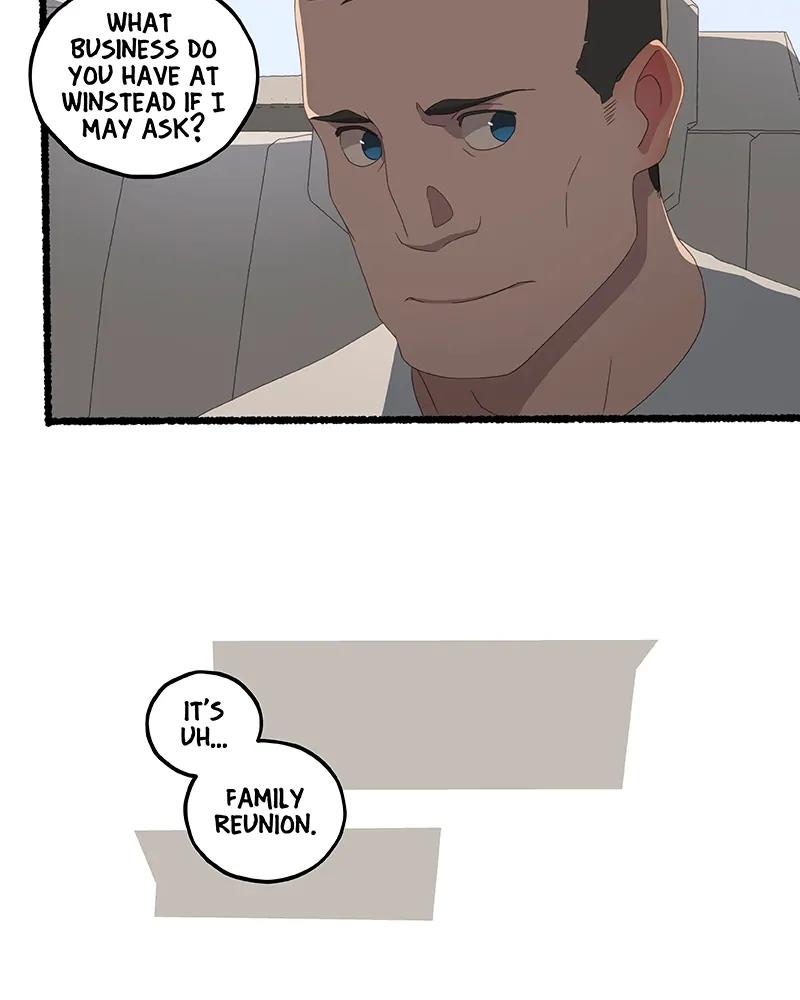 WHAT
BUSINESS DO
YOU HAVE AT
WINSTEAD IF I
MAY ASK?
IT'S
UH...
FAMILY
REUNION.